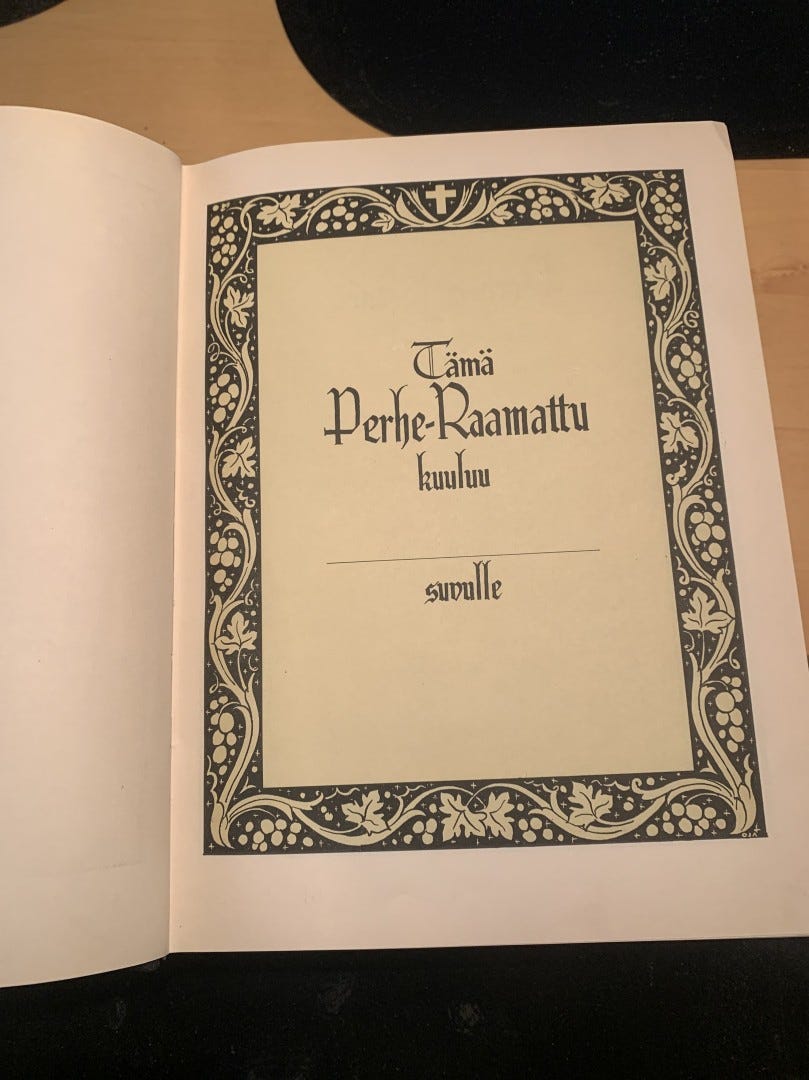 Tämä
Perhe-Raamattu
kuuluu
suvulle